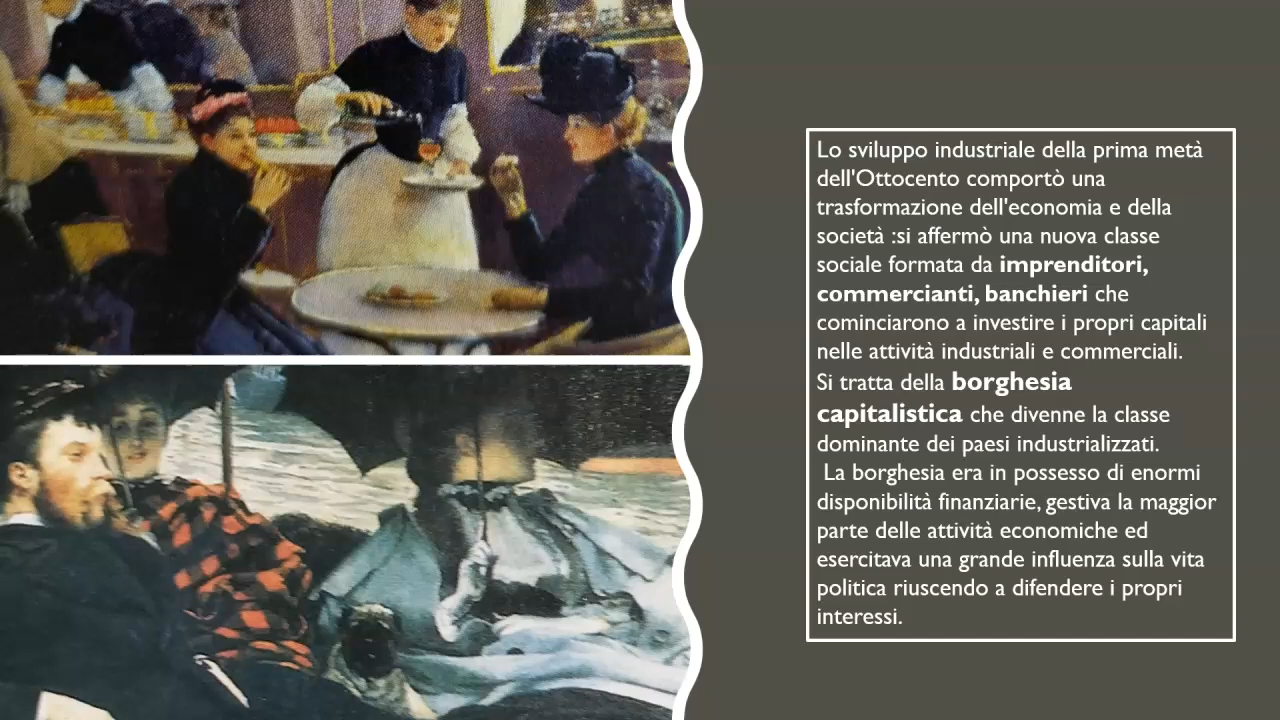 Lo sviluppo industriale della prima metà
dell'Ottocento comportò una
trasformazione dell'economia e della
società :si affermò una nuova classe
sociale formata da imprenditori,
commercianti, banchieri che
cominciarono a investire i propri capitali
nelle attività industriali e commerciali.
Si tratta della borghesia
capitalistica che divenne la classe
dominante dei paesi industrializzati.
La borghesia era in possesso di enormi
disponibilità finanziarie, gestiva la maggior
parte delle attività economiche ed
esercitava una grande influenza sulla vita
politica riuscendo a difendere i propri
interessi.